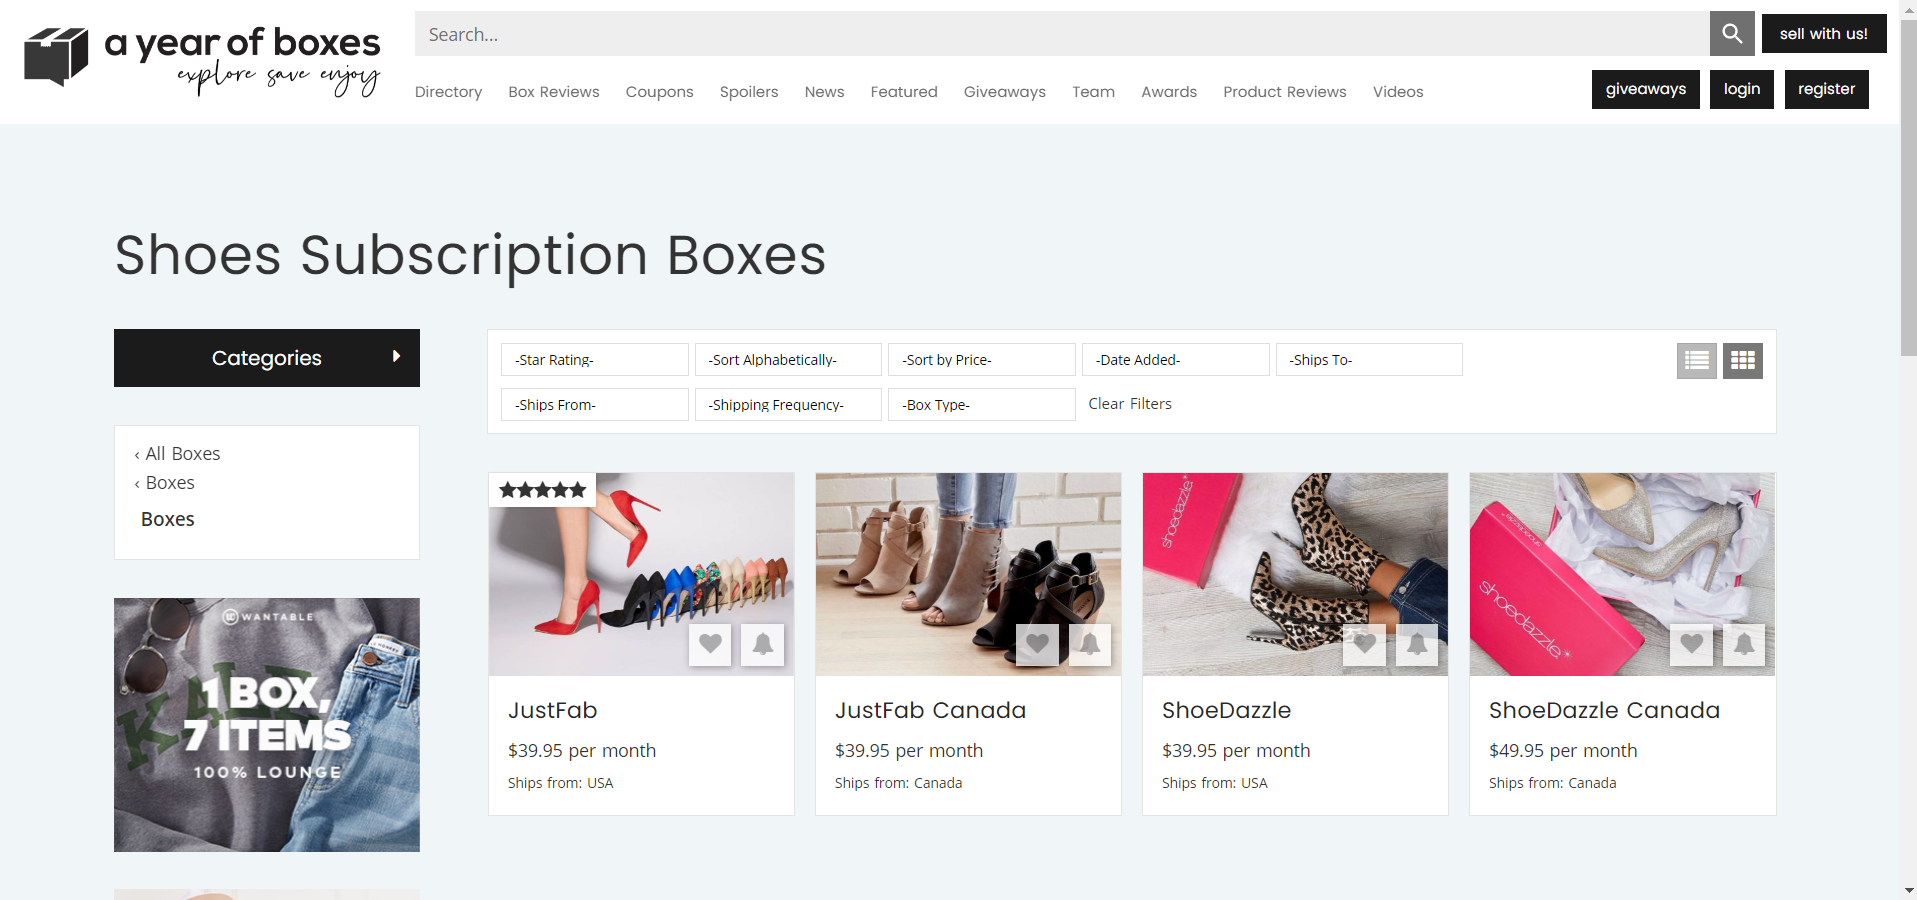 a year of boxes
explore save enjoy
Search...
sell with us!
Directory Box Reviews Coupons Spoilers News Featured Giveaways Team Awards Product Reviews Videos
giveaways login register
Shoes Subscription Boxes
Categories
‹ All Boxes
‹ Boxes
Boxes
WANTABLE
1 BOX,
7 ITEMS
100% LOUNGE
-Star Rating- -Sort Alphabetically- -Sort by Price- -Date Added- -Ships To-
-Ships From- -Shipping Frequency- -Box Type- Clear Filters
shoedazzle
shoedazzle
shoedazzle
JustFab
$39.95 per month
Ships from: USA
JustFab Canada
$39.95 per month
Ships from: Canada
ShoeDazzle
$39.95 per month
Ships from: USA
ShoeDazzle Canada
$49.95 per month
Ships from: Canada